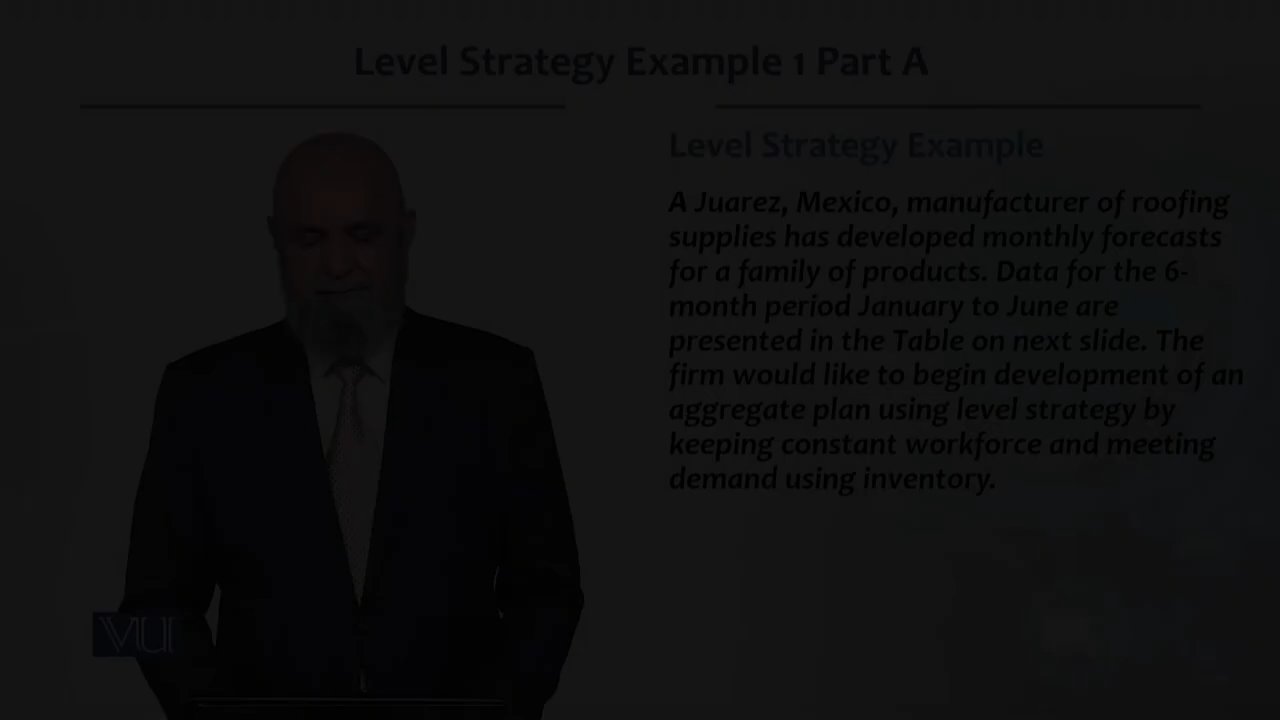 Level Strategy Example 1 Part A
Level Strategy Example
A Juarez, Mexico, manufacturer of roofing
supplies has developed monthly forecasts
for a family of products. Data for the 6-
month period January to June are
presented in the Table on next slide. The
firm would like to begin development of an
aggregate plan using level strategy by
keeping constant workforce and meeting
demand using inventory.
VU